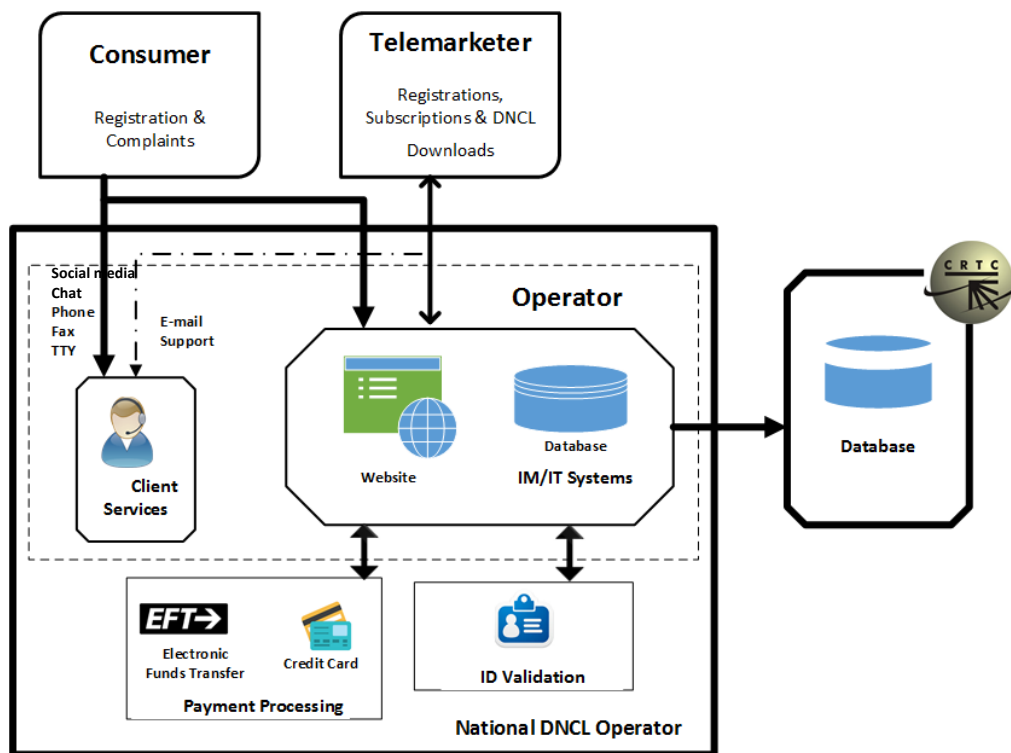 Consumer
Registration &
Complaints
Telemarketer
Registrations,
Subscriptions & DNCL
Downloads
Social media
Chat
Phone
Fax
TTY
E-mail
Support
Operator
Client
Services
Website
Database
IM/IT Systems
CRTC
Database
EFT
Electronic
Funds Transfer
Credit Card
Payment Processing
ID Validation
National DNCL Operator